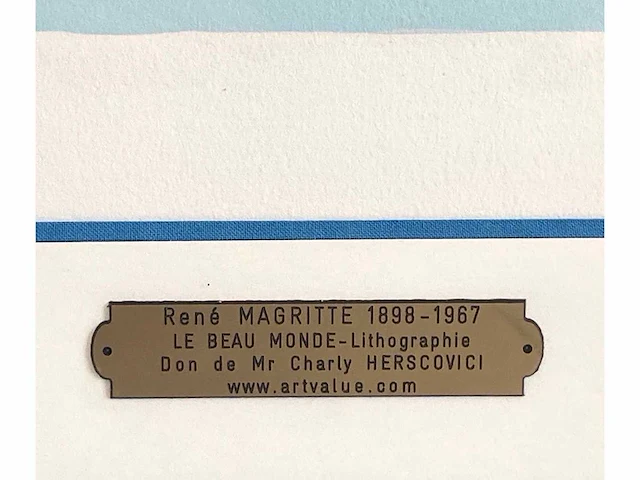 René MAGRITTE 1898-1967
LE BEAU MONDE-Lithographie
Don de Mr Charly HERSCOVICI
www.artvalue.com